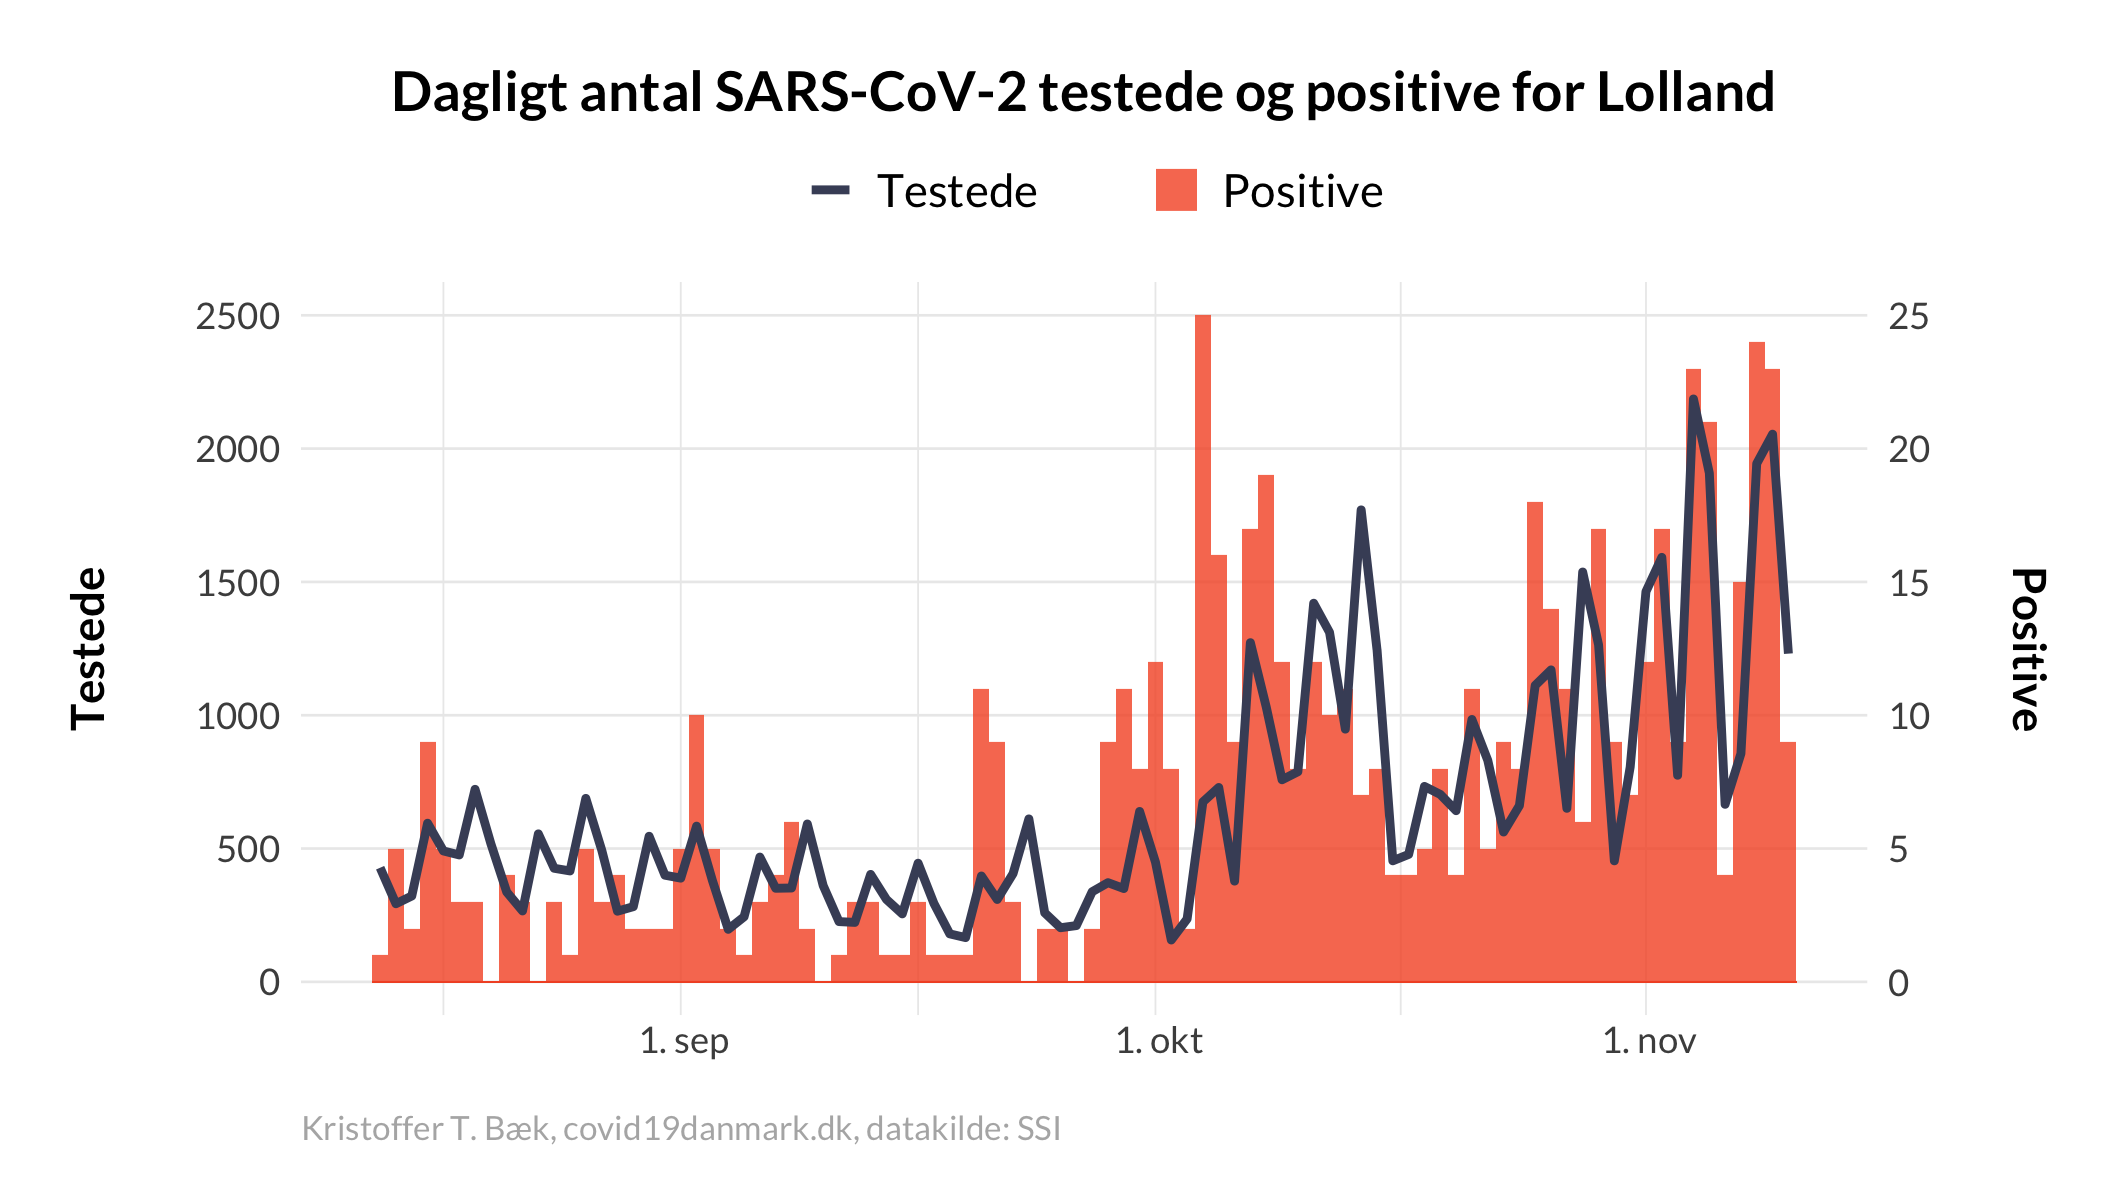 Dagligt antal SARS-CoV-2 testede og positive for Lolland
Testede
Positive
2500
2000
1500
1000
500
0
25
20
15
10
5
0
Testede
Positive
1. sep
1. okt
1. nov
Kristoffer T. Bæk, covid19danmark.dk, datakilde: SSI